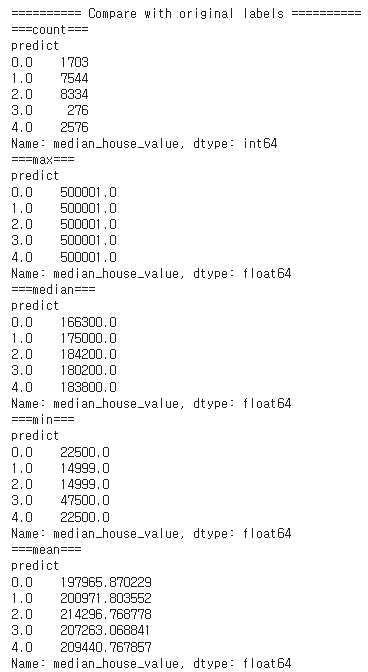 ========== Compare with original labels ==========
===count===
predict
0.0    1703
1.0    7544
2.0    8334
3.0     276
4.0    2576
Name: median_house_value, dtype: int64
===max===
predict
0.0    500001.0
1.0    500001.0
2.0    500001.0
3.0    500001.0
4.0    500001.0
Name: median_house_value, dtype: float64
===median===
predict
0.0    166300.0
1.0    175000.0
2.0    184200.0
3.0    180200.0
4.0    183800.0
Name: median_house_value, dtype: float64
===min===
predict
0.0    22500.0
1.0    14999.0
2.0    14999.0
3.0    47500.0
4.0    22500.0
Name: median_house_value, dtype: float64
===mean===
predict
0.0    197965.870229
1.0    200971.803552
2.0    214296.768778
3.0    207263.068841
4.0    209440.767857
Name: median_house_value, dtype: float64